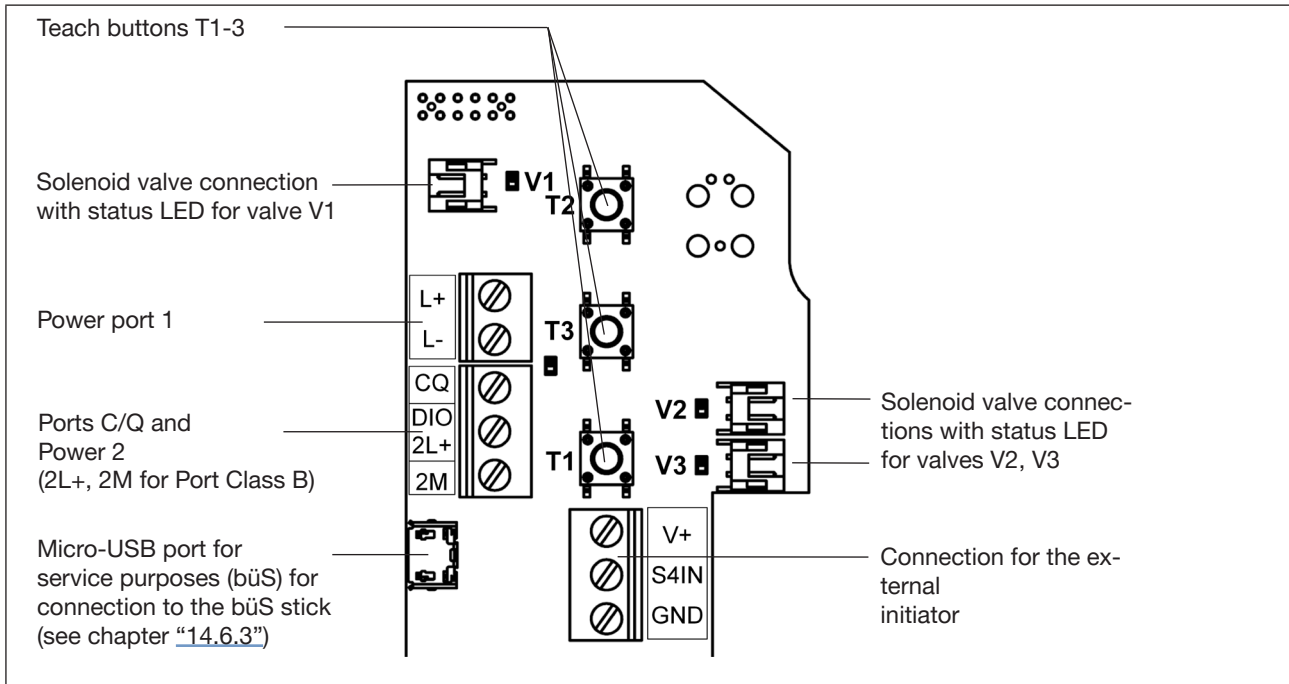 Teach buttons T1-3
V1
Solenoid valve connection
with status LED for valve V1
T2
L+
Power port 1
L-
T3
CQ
DIO
2L+
2M
Ports C/Q and
Power 2
(2L+, 2M for Port Class B)
V2
V3
T1
Solenoid valve connec-
tions with status LED
for valves V2, V3
Micro-USB port for
service purposes (büS) for
connection to the büS stick
(see chapter “14.6.3”)
V+
S4IN
GND
Connection for the ex-
ternal
initiator